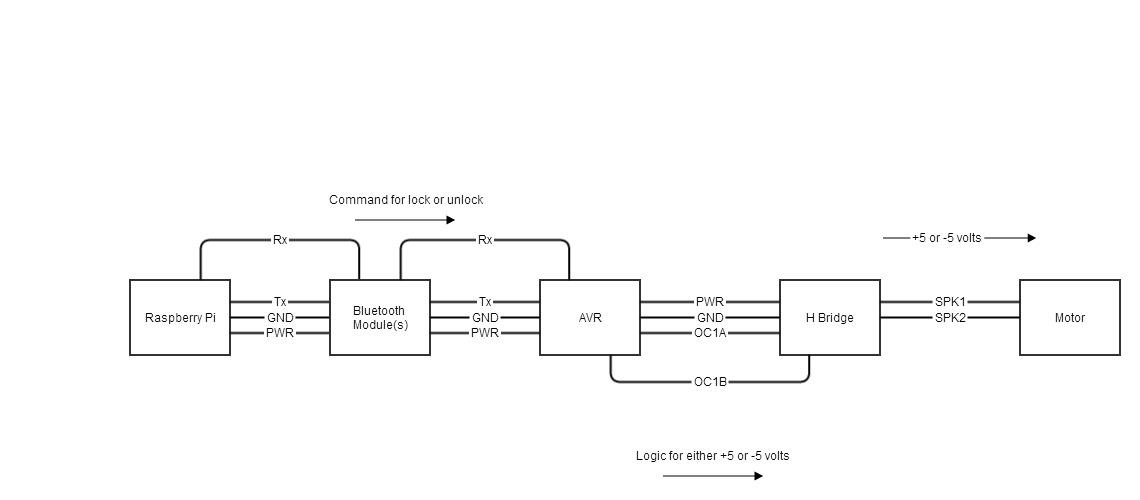 Command for lock or unlock
Rx
Rx
+5 or -5 volts
Raspberry Pi
Tx
GND
PWR
Bluetooth
Module(s)
Tx
GND
PWR
AVR
PWR
GND
OC1A
OC1B
H Bridge
SPK1
SPK2
Motor
Logic for either +5 or -5 volts